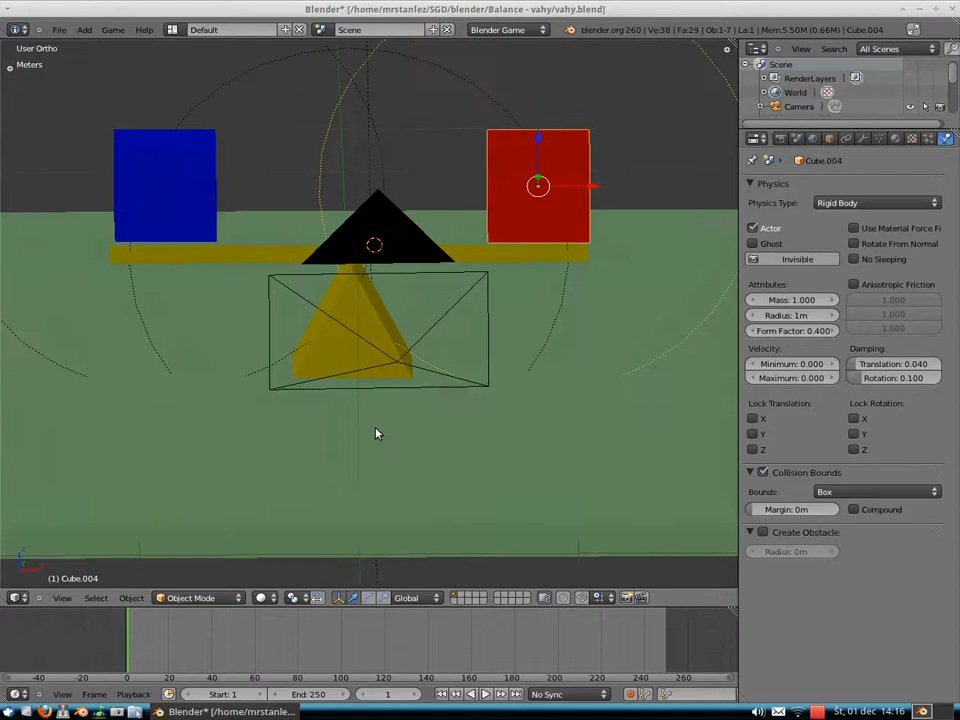 Blender* [/home/mrstanlez/SGD/blender/Balance - vahy/vahy.blend]
File Add Game Help Default Scene Blender Game blender.org 260 | Ve:38 | Fa:29 | Ob:1-7 | La:1 | Mem:5.50M (0.66M) | Cube.004
User Ortho
Meters
View Search All Scenes
Scene
RenderLayers
World
Camera
Cube.004
Physics
Physics Type: Rigid Body
Actor Use Material Force Fi
Ghost Rotate From Normal
Invisible No Sleeping
Attributes: Anisotropic Friction
Mass: 1.000 1.000
Radius: 1m 1.000
Form Factor: 0.400 1.000
Velocity: Damping:
Minimum: 0.000 Translation: 0.040
Maximum: 0.000 Rotation: 0.100
Lock Translation: Lock Rotation:
X X
Y Y
Z Z
Collision Bounds
Bounds: Box
Margin: 0m Compound
Create Obstacle
Radius: 0m
(1) Cube.004
View Select Object Object Mode Global
-40 -20 0 20 40 60 80 100 120 140 160 180 200 220 240 260
View Frame Playback Start: 1 End: 250 1 No Sync
Blender* [/home/mrstanlez/... Št, 01 dec 14:16